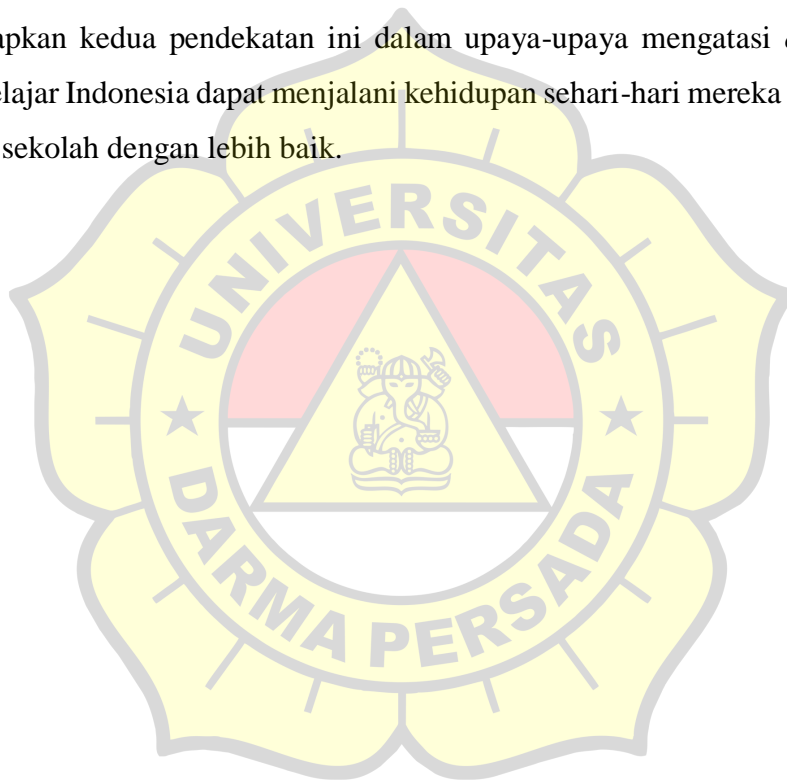 apkan kedua pendekatan ini dalam upaya-upaya mengatasi
elajar Indonesia dapat menjalani kehidupan sehari-hari mereka
sekolah dengan lebih baik.
UNIVERSITAS
DARMA PERSADA